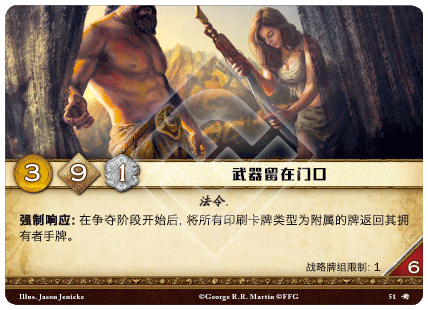 3 9 1 武器留在门口
法令.
强制响应: 在争夺阶段开始后, 将所有印刷卡牌类型为附属的牌返回其拥
有者手牌。
战略牌组限制: 1
6
Illus. Jason Jenicke ©George R.R. Martin ©FFG 51